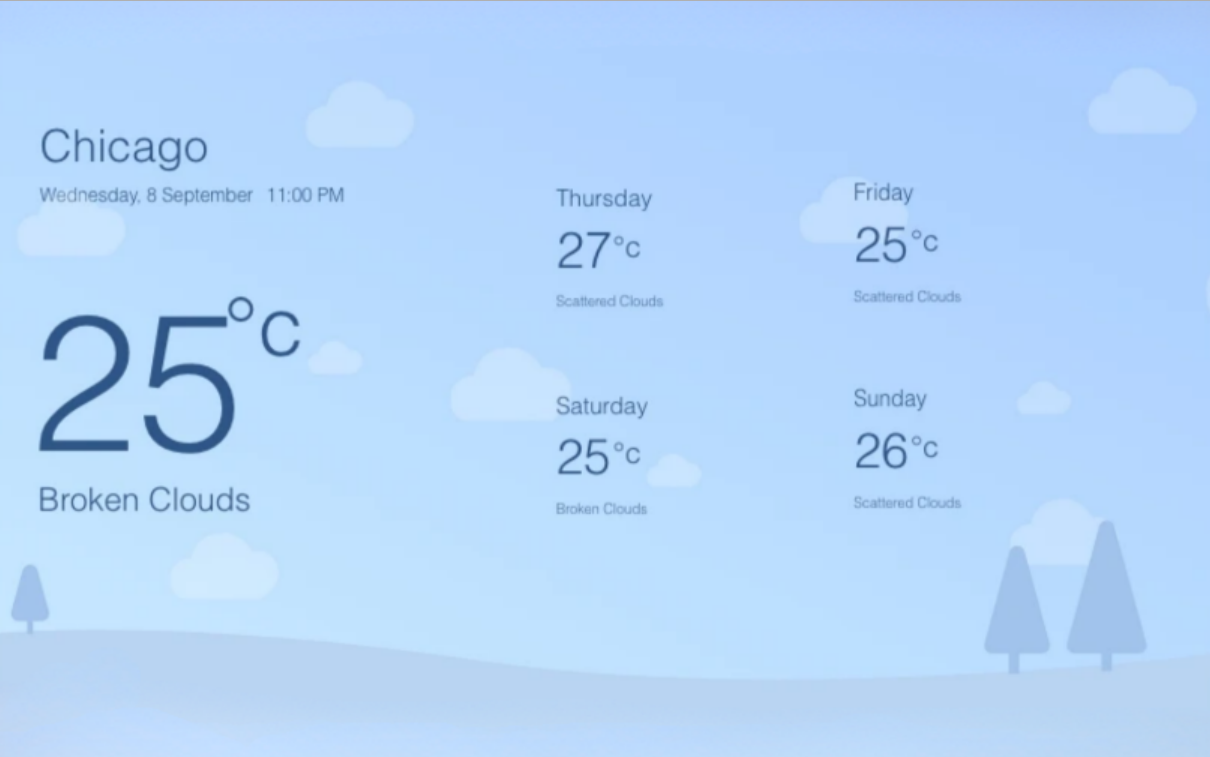 Chicago
Wednesday, 8 September 11:00 PM
25°C
Broken Clouds
Thursday
27°C
Scattered Clouds
Friday
25°C
Scattered Clouds
Saturday
25°C
Broken Clouds
Sunday
26°C
Scattered Clouds